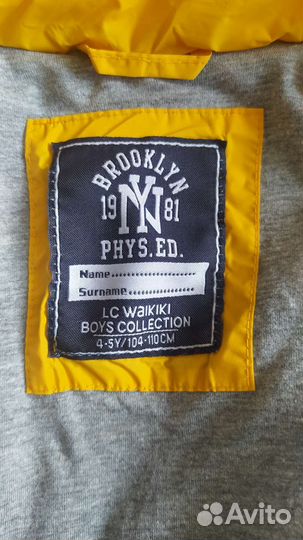 BROOKLYN
19 NY 81
PHYS.ED.
Name......................
Surname................
LC WAIKIKI
BOYS COLLECTION
4-5Y/104-110CM
Avito